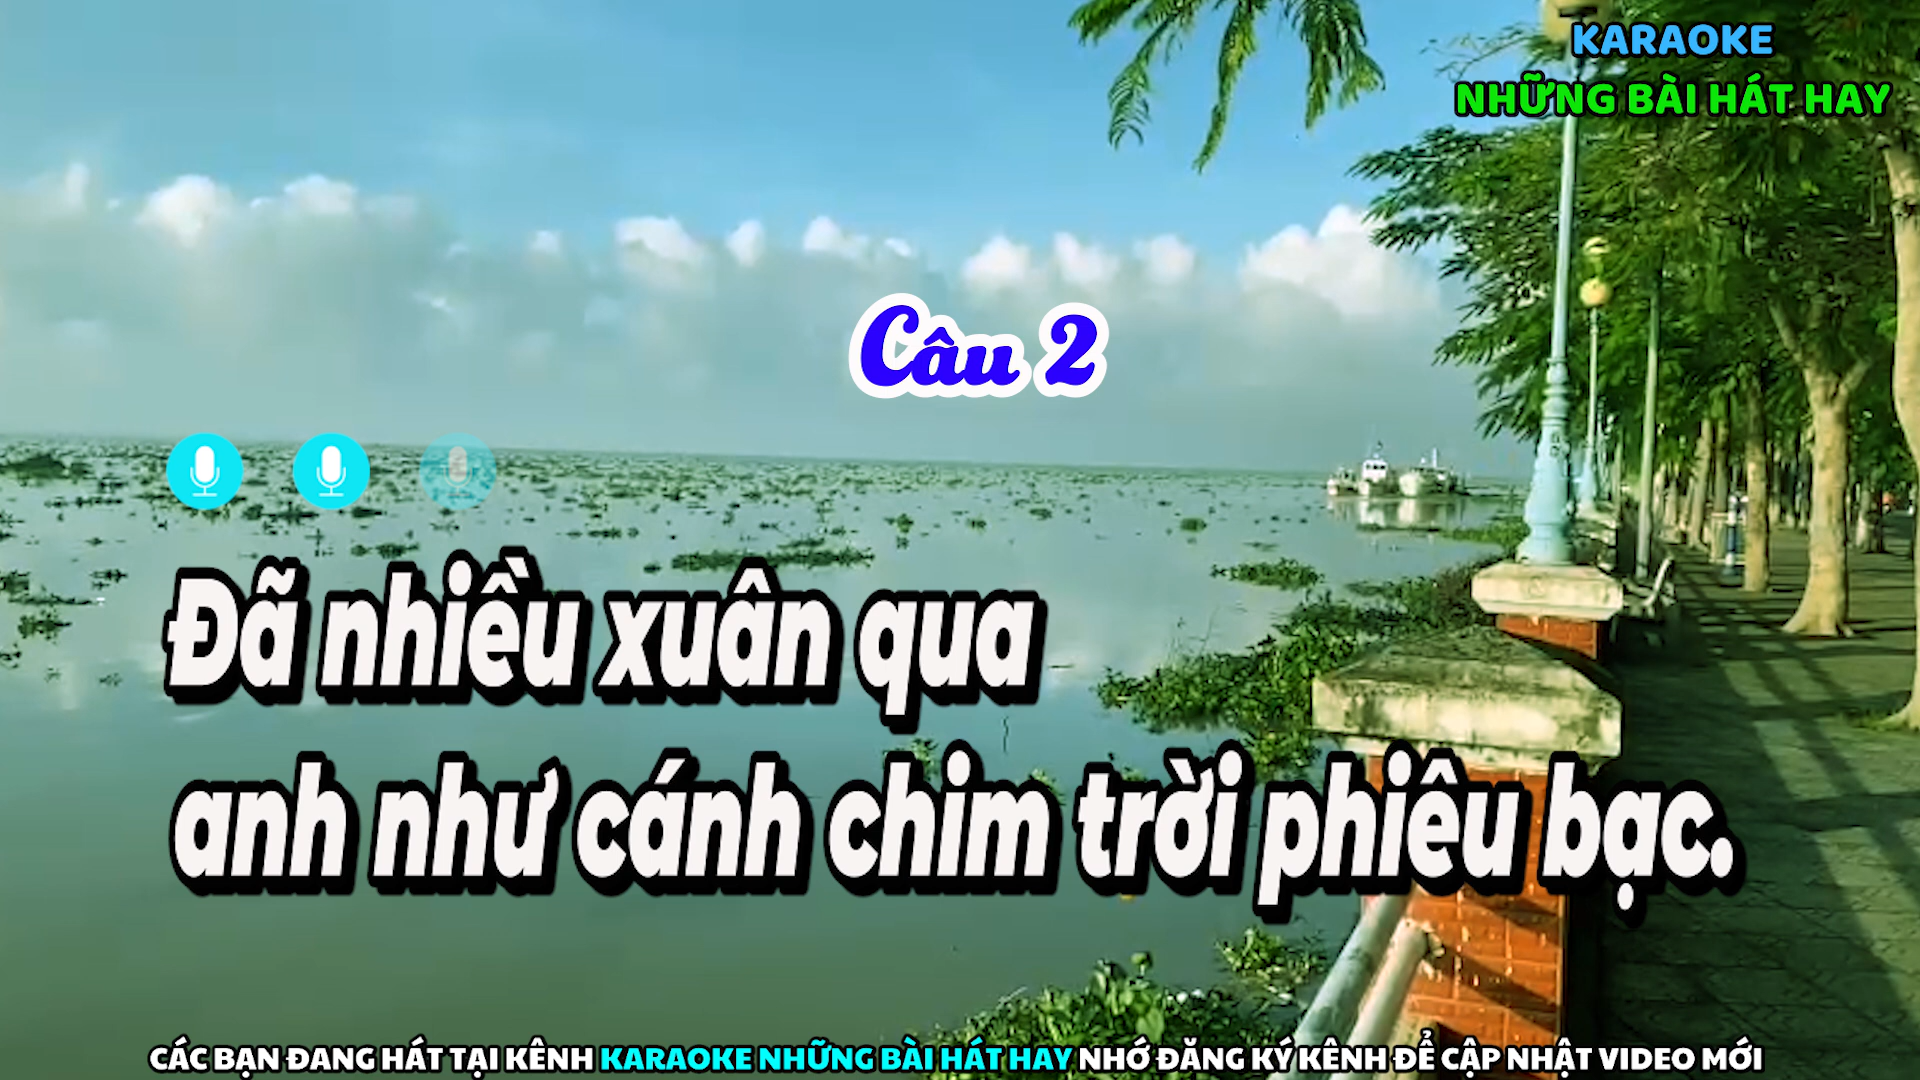 KARAOKE
NHỮNG BÀI HÁT HAY
Câu 2
Đã nhiều xuân qua
anh như cánh chim trời phiêu bạc.
CÁC BẠN ĐANG HÁT TẠI KÊNH KARAOKE NHỮNG BÀI HÁT HAY NHỚ ĐĂNG KÝ KÊNH ĐỂ CẬP NHẬT VIDEO MỚI